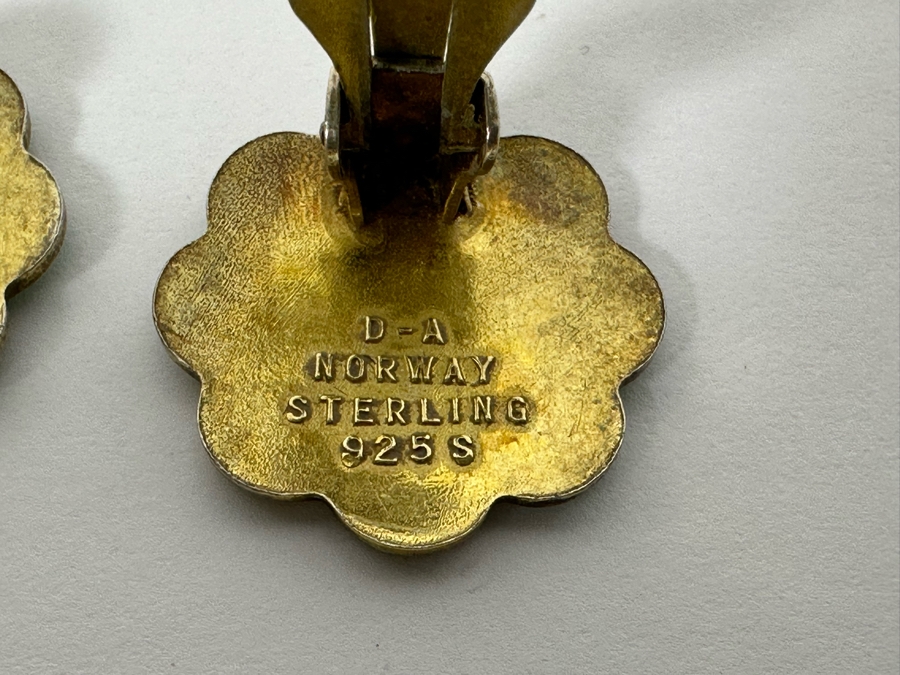 D-A
NORWAY
STERLING
925S